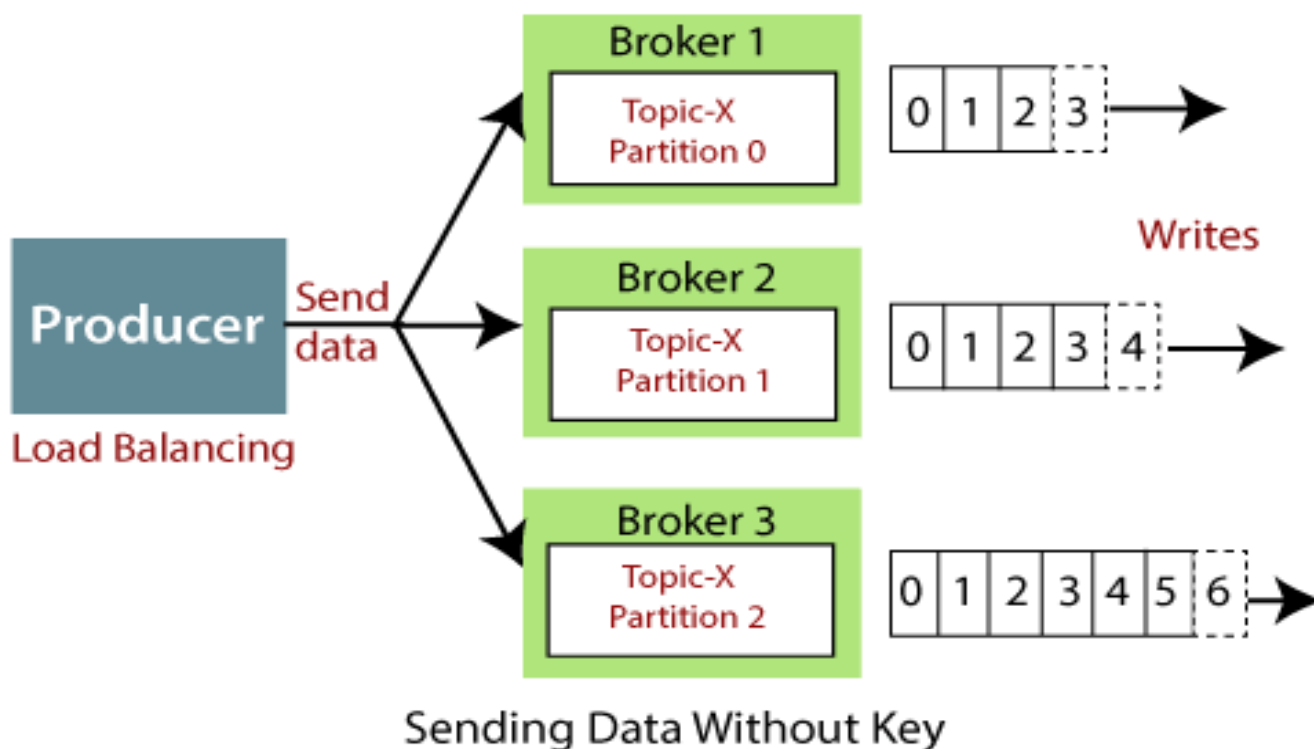 Broker 1
Topic-X
Partition 0
0 1 2 3
Writes
Producer
Send
data
Load Balancing
Broker 2
Topic-X
Partition 1
0 1 2 3 4
Broker 3
Topic-X
Partition 2
0 1 2 3 4 5 6
Sending Data Without Key